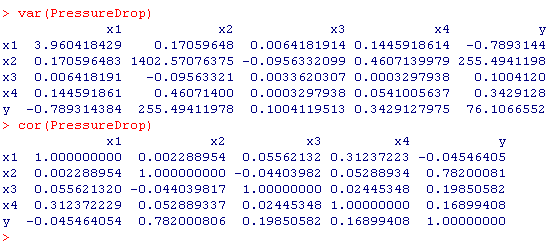 > var(PressureDrop)
x1 x2 x3 x4 y
x1 3.960418429 0.17059648 0.0064181914 0.1445918614 -0.7893144
x2 0.170596483 1402.57076375 -0.0956332099 0.4607139979 255.4941198
x3 0.006418191 -0.09563321 0.0033620307 0.0003297938 0.1004120
x4 0.144591861 0.46071400 0.0003297938 0.0541005637 0.3429128
y -0.789314384 255.49411978 0.1004119513 0.3429127975 76.1066552
> cor(PressureDrop)
x1 x2 x3 x4 y
x1 1.000000000 0.002288954 0.05562132 0.31237223 -0.04546405
x2 0.002288954 1.000000000 -0.04403982 0.05288934 0.78200081
x3 0.055621320 -0.044039817 1.00000000 0.02445348 0.19850582
x4 0.312372229 0.052889337 0.02445348 1.00000000 0.16899408
y -0.045464054 0.782000806 0.19850582 0.16899408 1.00000000
>